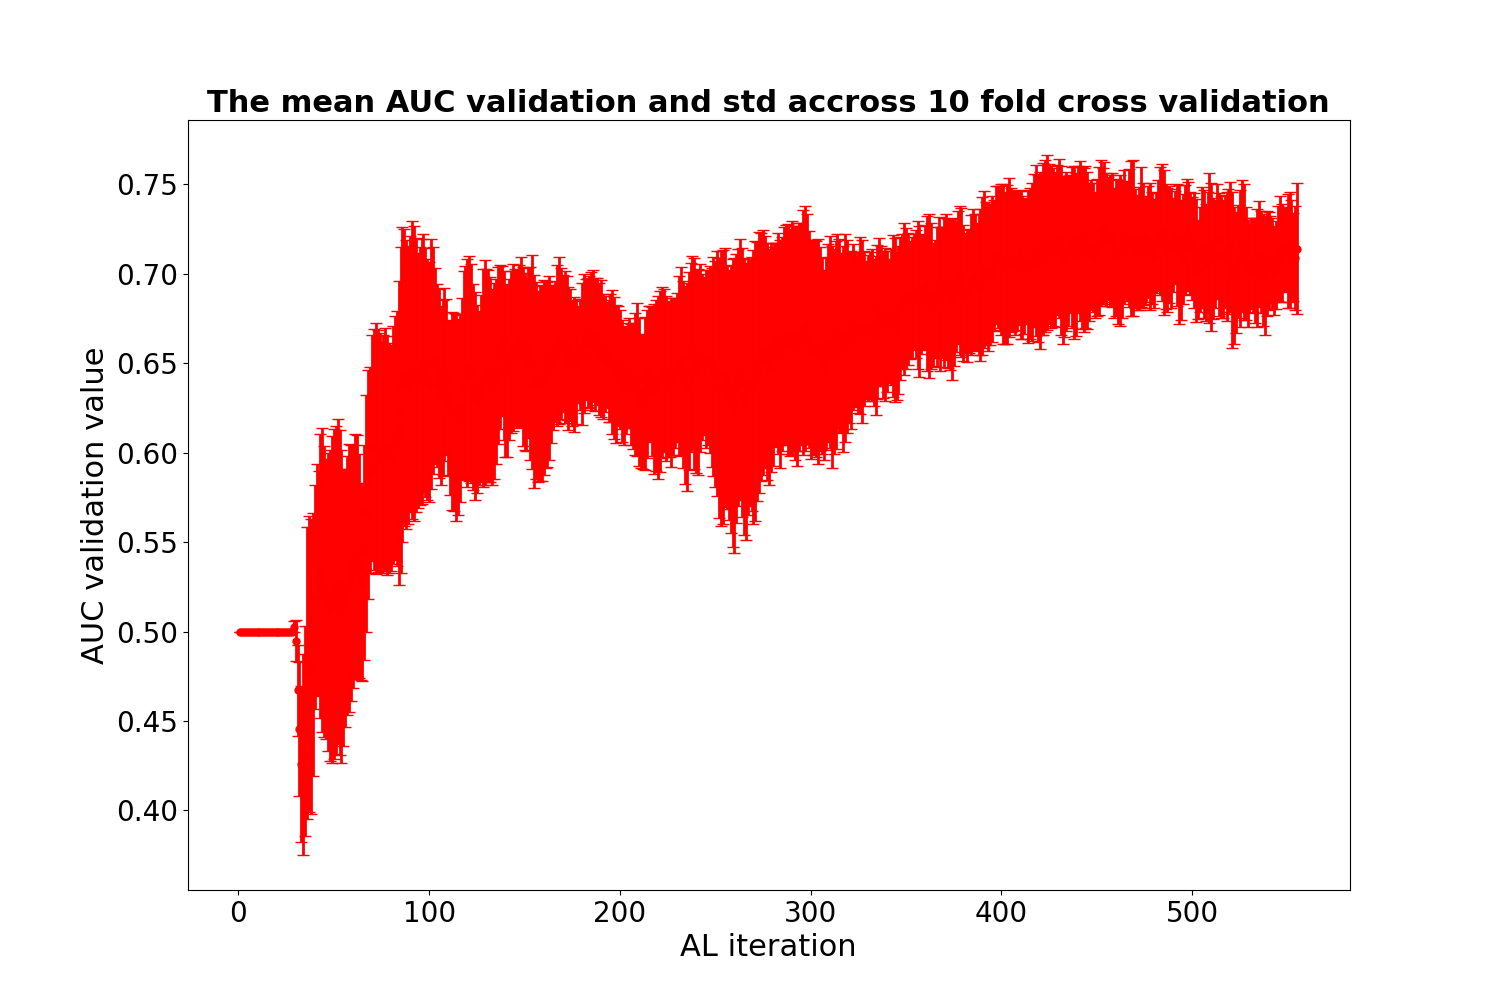 The mean AUC validation and std accross 10 fold cross validation
AUC validation value
0.75
0.70
0.65
0.60
0.55
0.50
0.45
0.40
0 100 200 300 400 500
AL iteration